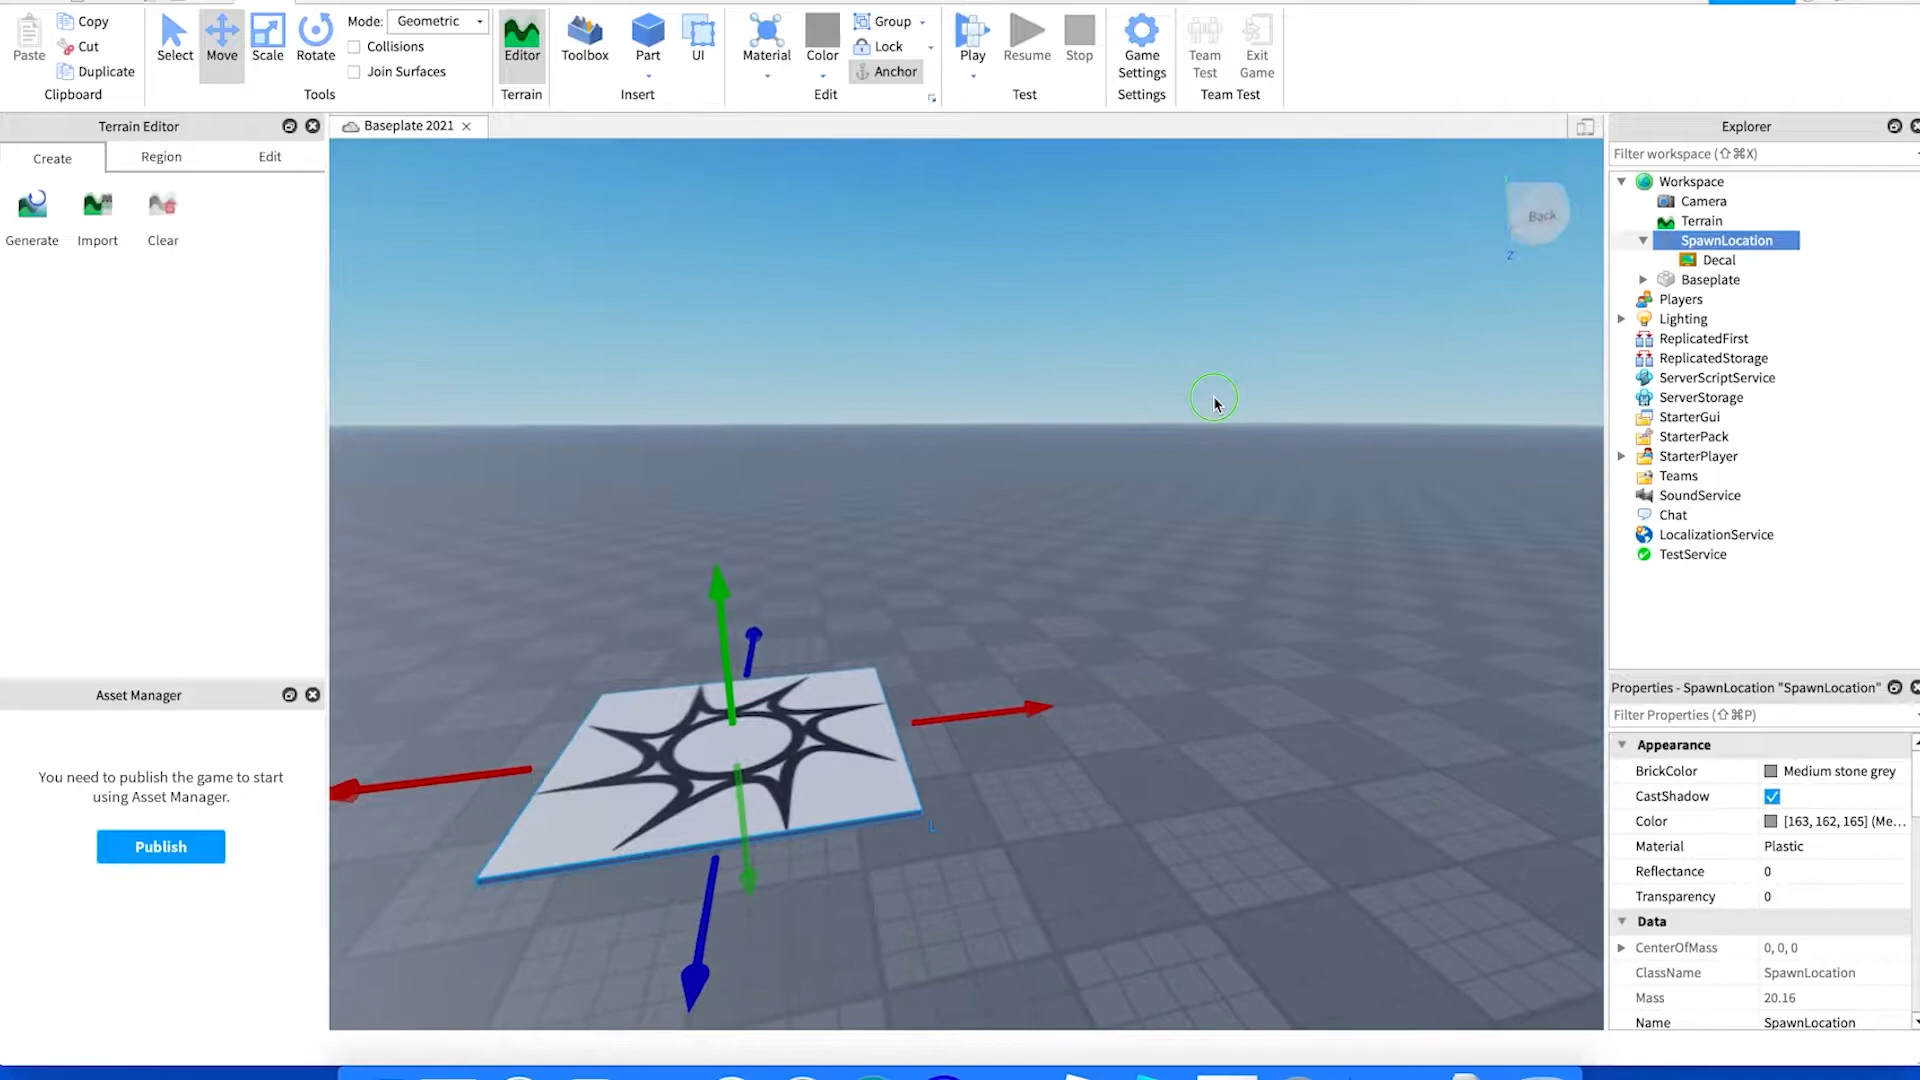 Paste
Copy
Cut
Duplicate
Clipboard
Select
Move
Scale
Rotate
Mode: Geometric
Collisions
Join Surfaces
Tools
Editor
Terrain
Toolbox
Part
UI
Insert
Material
Color
Group
Lock
Anchor
Edit
Play
Resume
Stop
Test
Game
Settings
Settings
Team
Test
Exit
Game
Team Test
Terrain Editor
Create
Region
Edit
Generate
Import
Clear
Asset Manager
You need to publish the game to start
using Asset Manager.
Publish
Baseplate 2021
Back
Z
L
Explorer
Filter workspace (⇧⌘X)
Workspace
Camera
Terrain
SpawnLocation
Decal
Baseplate
Players
Lighting
ReplicatedFirst
ReplicatedStorage
ServerScriptService
ServerStorage
StarterGui
StarterPack
StarterPlayer
Teams
SoundService
Chat
LocalizationService
TestService
Properties - SpawnLocation "SpawnLocation"
Filter Properties (⇧⌘P)
Appearance
BrickColor Medium stone grey
CastShadow
Color [163, 162, 165] (Me...
Material Plastic
Reflectance 0
Transparency 0
Data
CenterOfMass 0, 0, 0
ClassName SpawnLocation
Mass 20.16
Name SpawnLocation